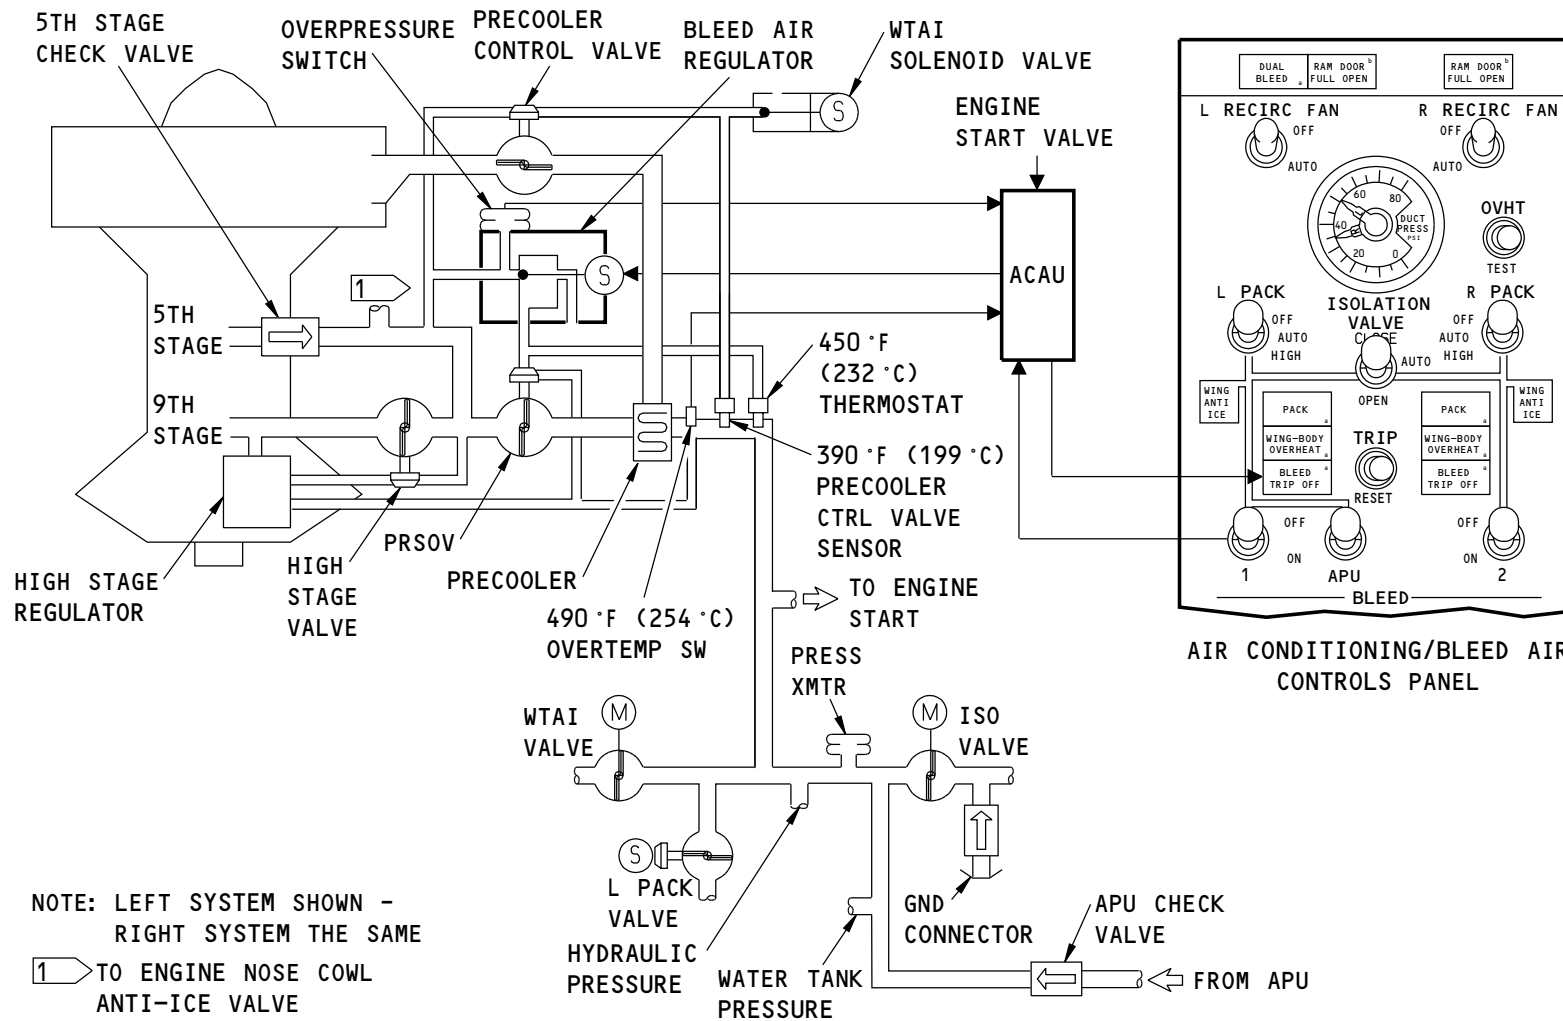 5TH STAGE
CHECK VALVE
OVERPRESSURE
SWITCH
PRECOOLER
CONTROL VALVE
BLEED AIR
REGULATOR
WTAI
SOLENOID VALVE
S
ENGINE
START VALVE
1
S
ACAU
5TH
STAGE
9TH
STAGE
450 °F
(232 °C)
THERMOSTAT
390 °F (199 °C)
PRECOOLER
CTRL VALVE
SENSOR
HIGH STAGE
REGULATOR
HIGH
STAGE
VALVE
PRSOV
PRECOOLER
490 °F (254 °C)
OVERTEMP SW
TO ENGINE
START
PRESS
XMTR
WTAI
VALVE
M
M
ISO
VALVE
S
L PACK
VALVE
HYDRAULIC
PRESSURE
WATER TANK
PRESSURE
GND
CONNECTOR
APU CHECK
VALVE
FROM APU
NOTE: LEFT SYSTEM SHOWN -
RIGHT SYSTEM THE SAME
1 TO ENGINE NOSE COWL
ANTI-ICE VALVE
DUAL
BLEED a
RAM DOOR b
FULL OPEN
RAM DOOR b
FULL OPEN
L RECIRC FAN
OFF
AUTO
R RECIRC FAN
OFF
AUTO
60
80
40
20
0
DUCT
PRESS
PSI
OVHT
TEST
L PACK
OFF
AUTO
HIGH
ISOLATION
VALVE
CLOSE
AUTO
OPEN
R PACK
OFF
AUTO
HIGH
WING
ANTI
ICE
WING
ANTI
ICE
PACK a
WING-BODY
OVERHEAT a
BLEED a
TRIP OFF
TRIP
RESET
PACK a
WING-BODY
OVERHEAT a
BLEED a
TRIP OFF
OFF
ON
OFF
ON
1
APU
2
BLEED
AIR CONDITIONING/BLEED AIR
CONTROLS PANEL